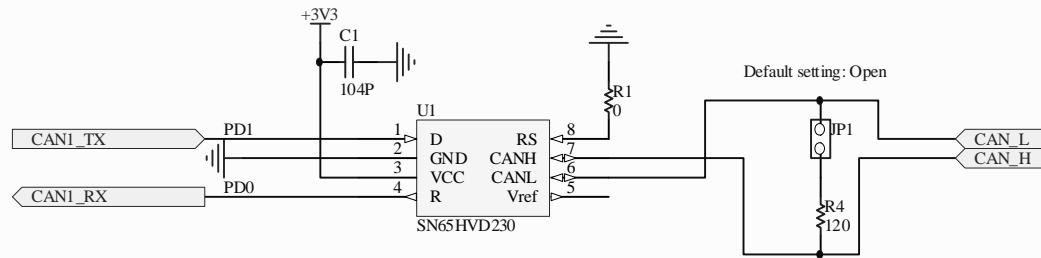 +3V3
C1
104P
R1
0
Default setting: Open
U1
JP1
CAN1_TX
PD1
1
D
RS
8
CAN_L
2
GND
CANH
7
CAN_H
3
VCC
CANL
6
CAN1_RX
PD0
4
R
Vref
5
SN65HVD230
R4
120